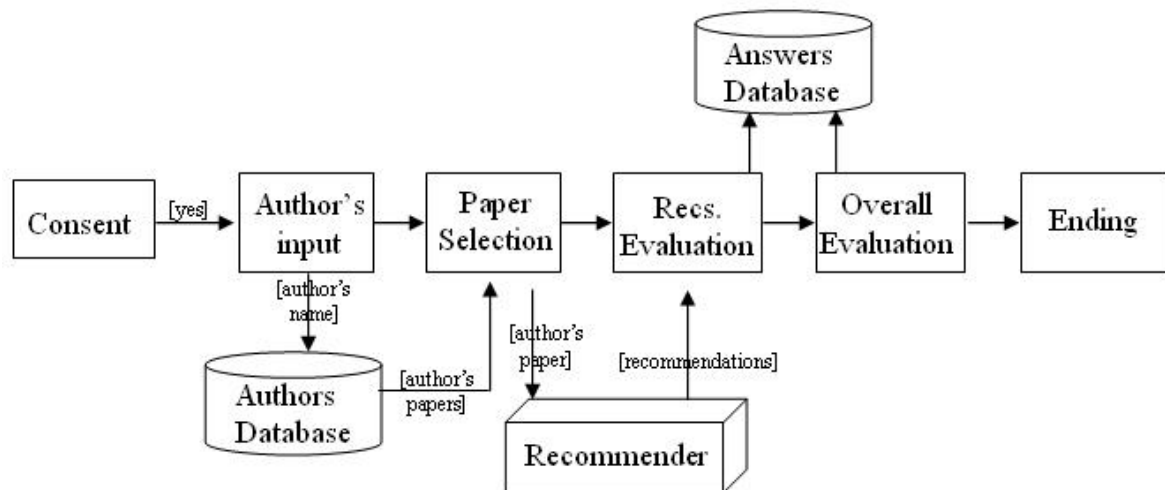 Answers
Database
Consent
[yes]
Author's
input
Paper
Selection
Recs.
Evaluation
Overall
Evaluation
Ending
[author's
name]
[author's
papers]
[author's
paper]
[recommendations]
Authors
Database
Recommender